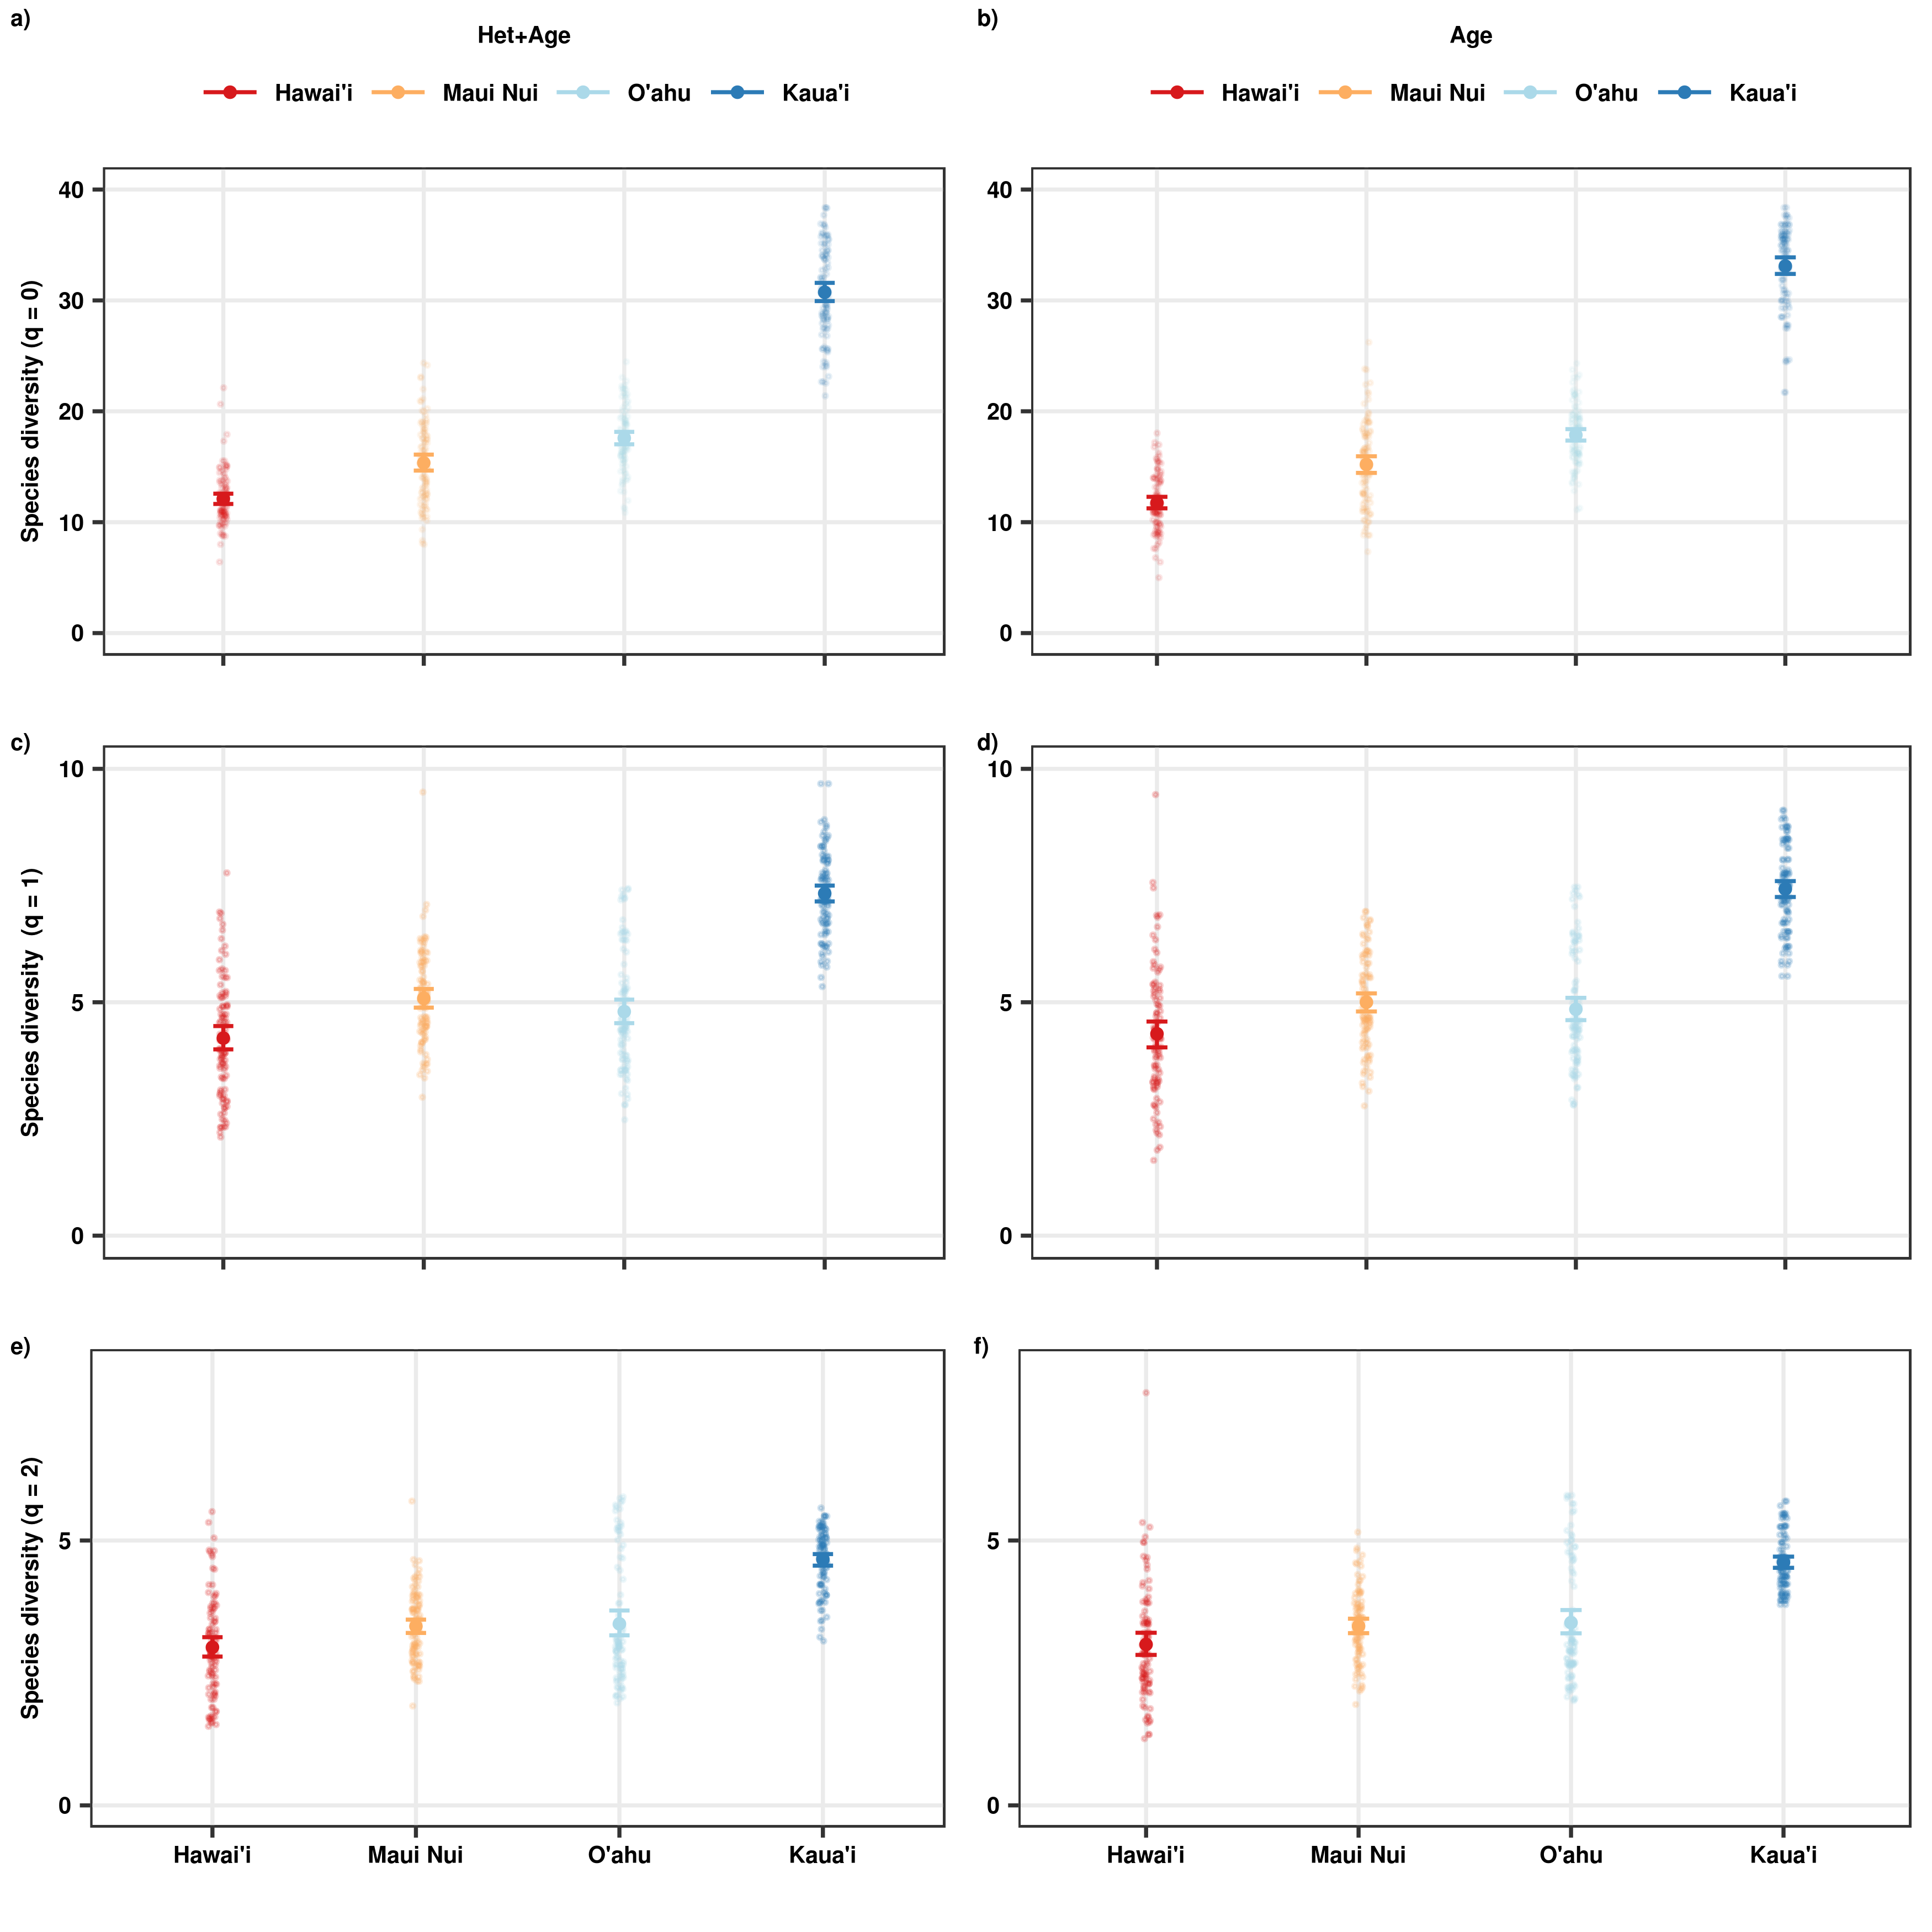 a)
Het+Age
Hawai'i Maui Nui O'ahu Kaua'i
40
30
20
10
0
Species diversity (q = 0)
b)
Age
Hawai'i Maui Nui O'ahu Kaua'i
40
30
20
10
0
c)
10
5
0
Species diversity (q = 1)
d)
10
5
0
e)
5
0
Species diversity (q = 2)
Hawai'i Maui Nui O'ahu Kaua'i
f)
5
0
Hawai'i Maui Nui O'ahu Kaua'i